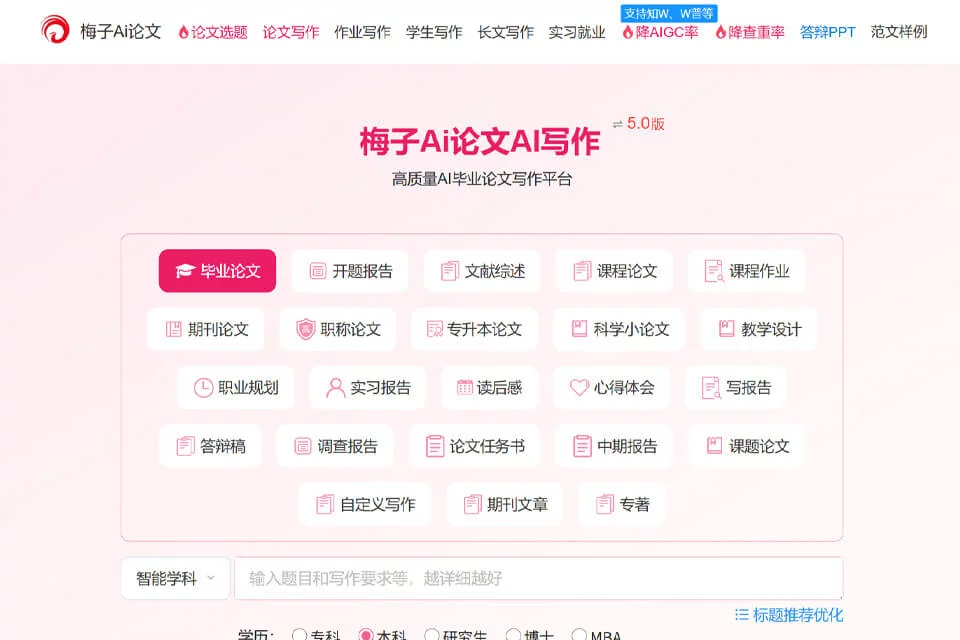 支持知W、W普等
梅子Ai论文 论文选题 论文写作 作业写作 学生写作 长文写作 实习就业 降AIGC率 降查重率 答辩PPT 范文样例
梅子Ai论文AI写作 ⇌ 5.0版
高质量AI毕业论文写作平台
毕业论文 开题报告 文献综述 课程论文 课程作业
期刊论文 职称论文 专升本论文 科学小论文 教学设计
职业规划 实习报告 读后感 心得体会 写报告
答辩稿 调查报告 论文任务书 中期报告 课题论文
自定义写作 期刊文章 专著
智能学科 输入题目和写作要求等，越详细越好
标题推荐优化
学历： 专科 本科 研究生 博士 MBA